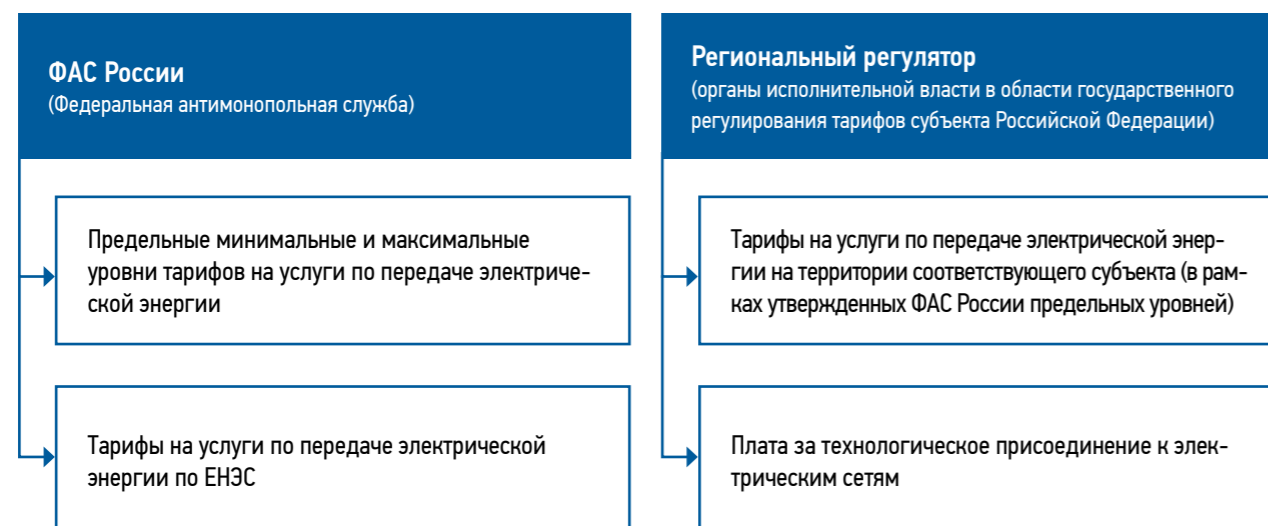 ФАС России
(Федеральная антимонопольная служба)
Предельные минимальные и максимальные
уровни тарифов на услуги по передаче электриче-
ской энергии
Тарифы на услуги по передаче электрической
энергии по ЕНЭС
Региональный регулятор
(органы исполнительной власти в области государственного
регулирования тарифов субъекта Российской Федерации)
Тарифы на услуги по передаче электрической энер-
гии на территории соответствующего субъекта (в рам-
ках утвержденных ФАС России предельных уровней)
Плата за технологическое присоединение к элек-
трическим сетям